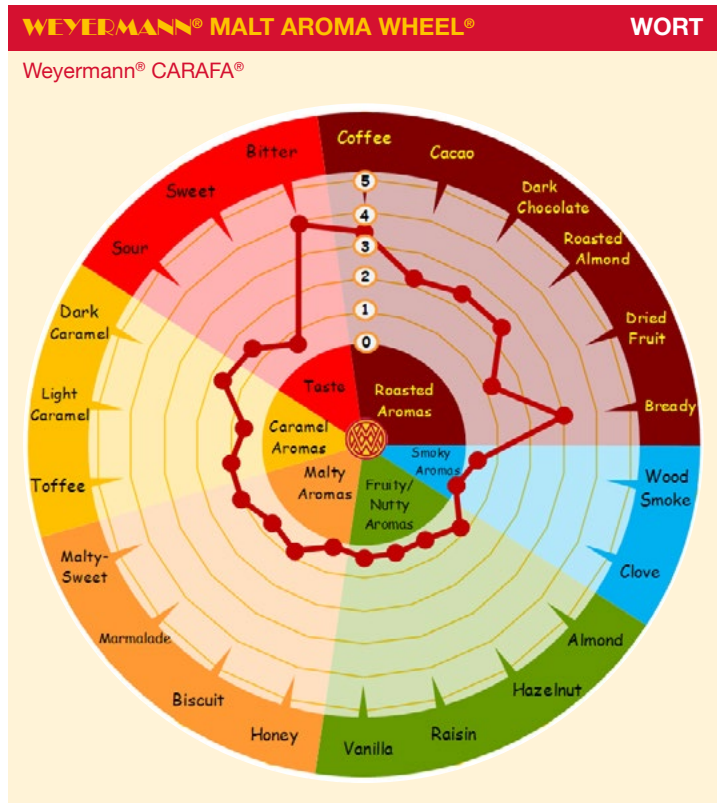 WEYERMANN® MALT AROMA WHEEL®
WORT
Weyermann® CARAFA®
Coffee
Cacao
Dark
Chocolate
Roasted
Almond
Dried
Fruit
Bready
Wood
Smoke
Clove
Almond
Hazelnut
Raisin
Vanilla
Honey
Biscuit
Marmalade
Malty-
Sweet
Toffee
Light
Caramel
Dark
Caramel
Sour
Sweet
Bitter
5
4
3
2
1
0
Taste
Roasted
Aromas
Caramel
Aromas
Smoky
Aromas
Malty
Aromas
Fruity/
Nutty
Aromas